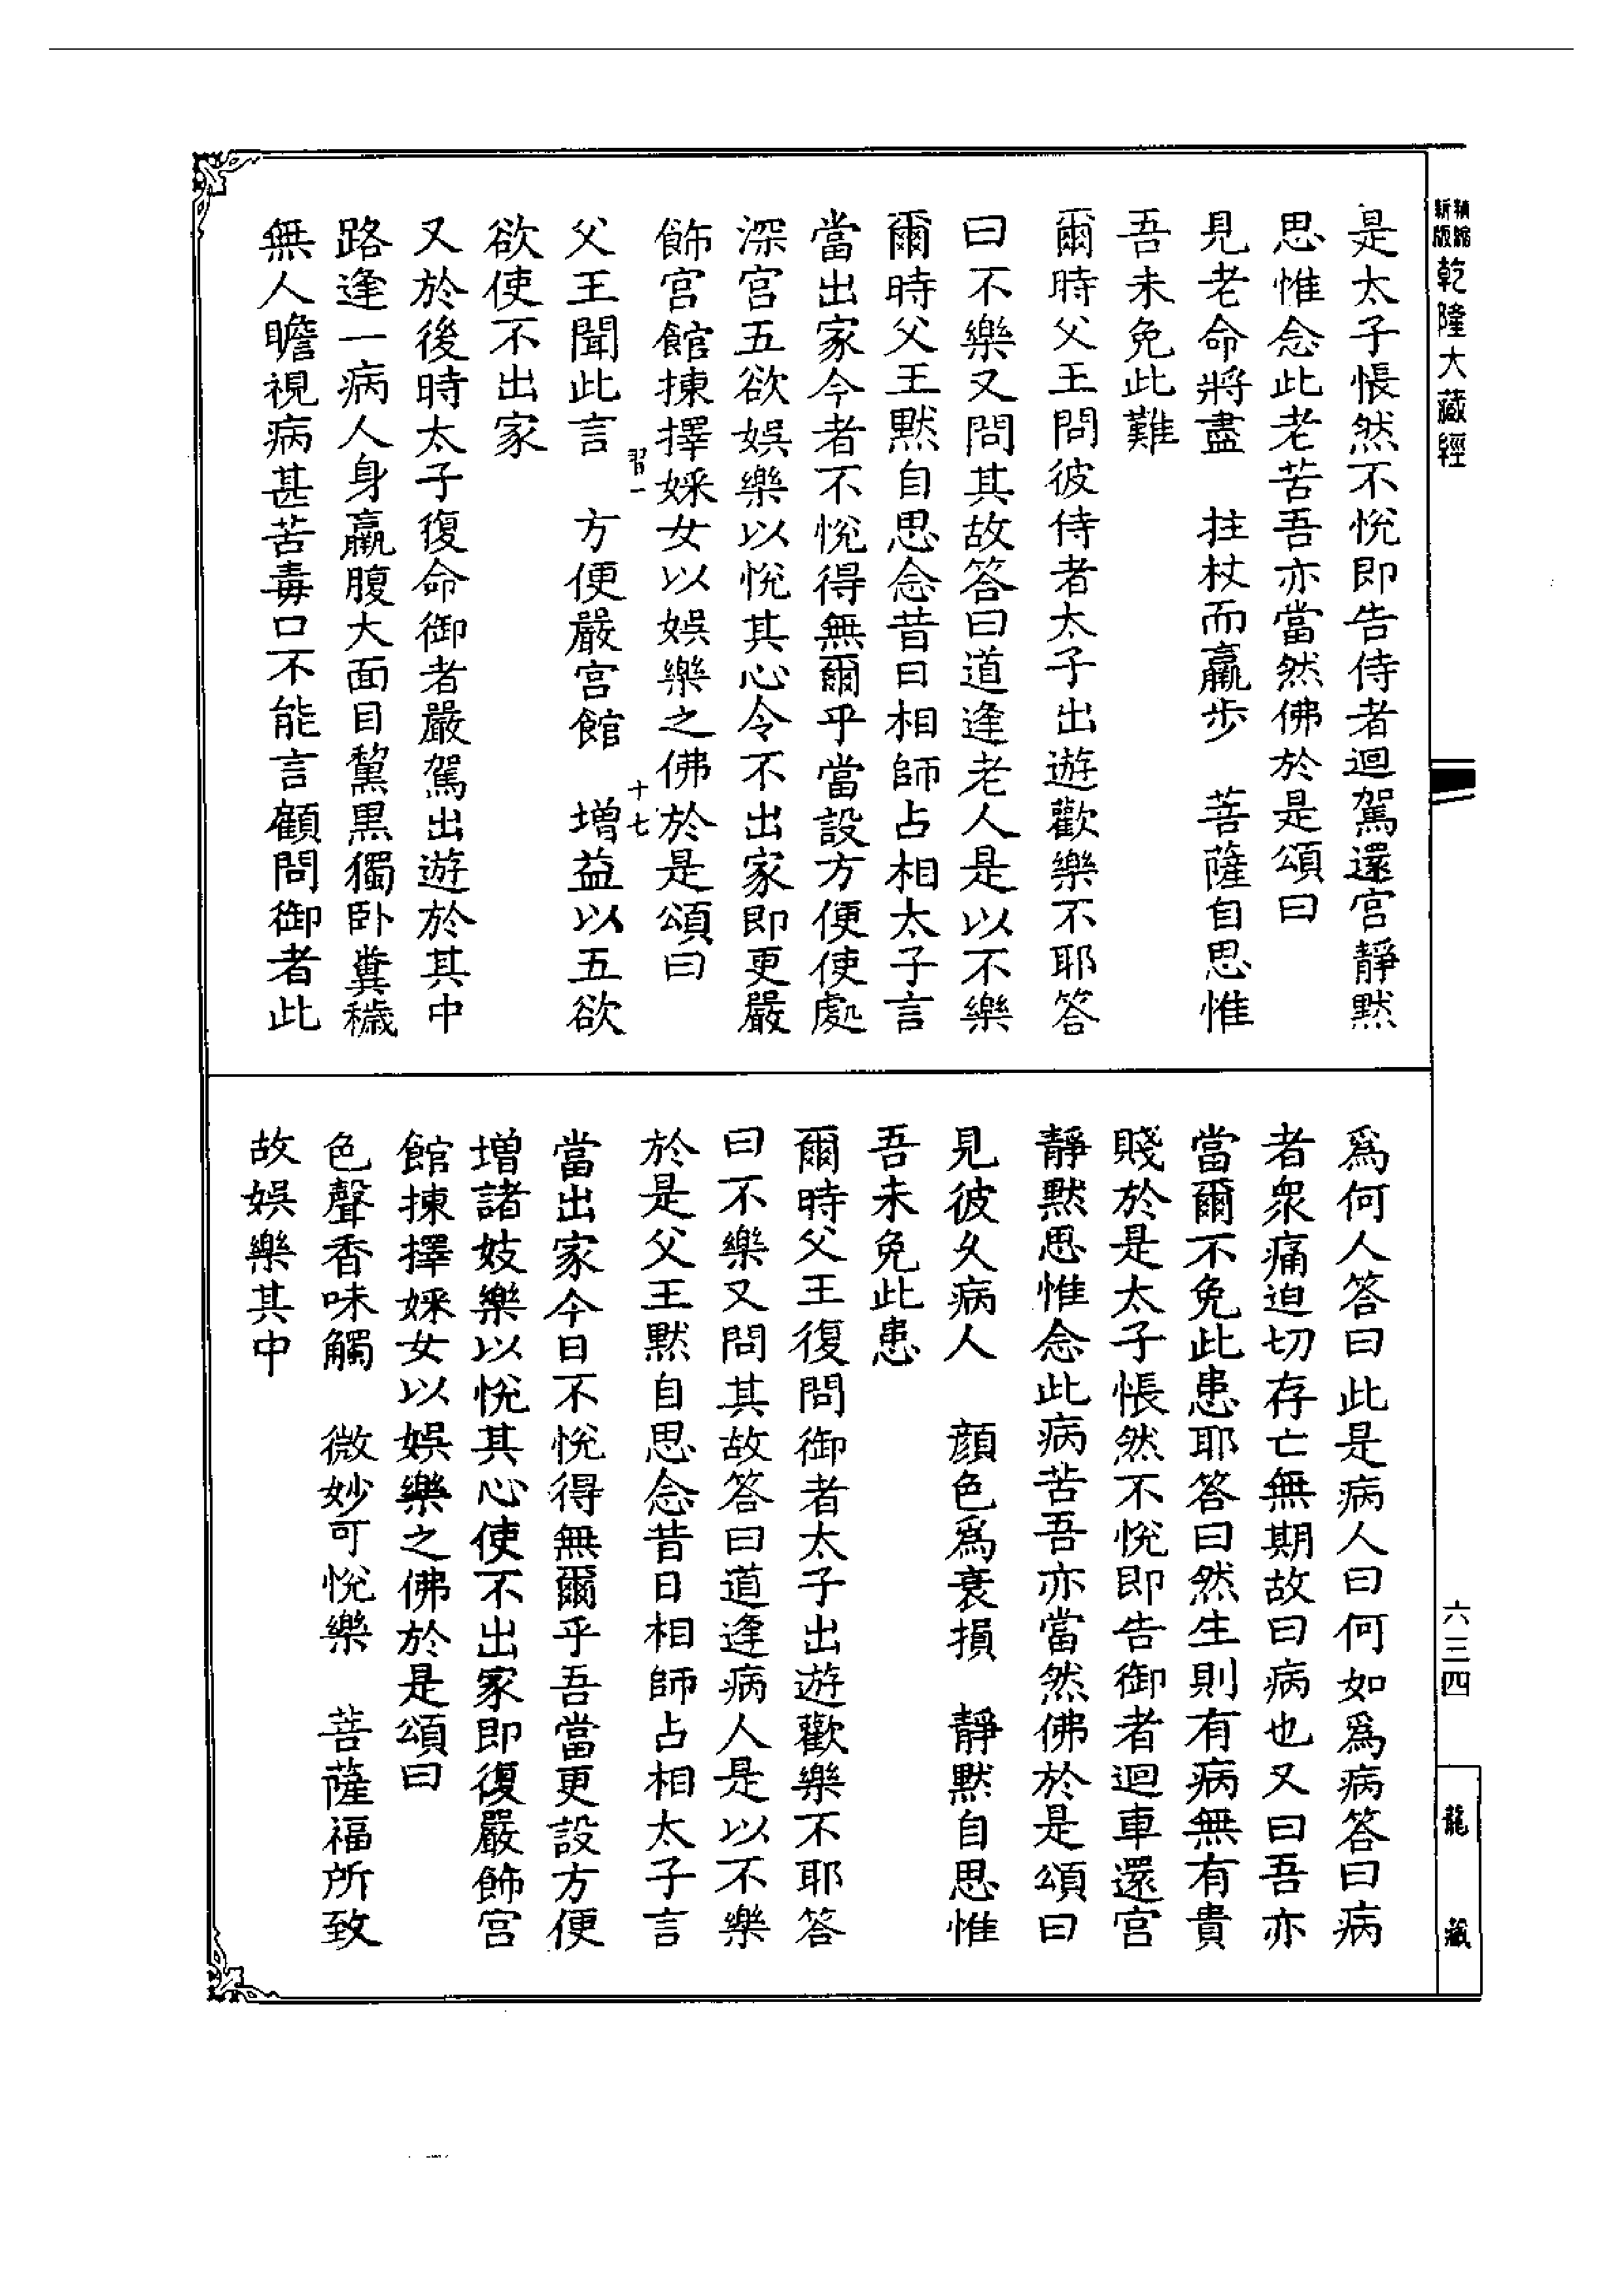 新版精縮乾隆大藏經
是太子悵然不悅即告侍者迴駕還宮靜默
思惟念此老苦吾亦當然佛於是頌曰
見老命將盡　拄杖而羸步　菩薩自思惟
吾未免此難
爾時父王問彼侍者太子出遊歡樂不耶答
曰不樂又問其故答曰道逢老人是以不樂
爾時父王默自思念昔日相師占相太子言
當出家今者不悅得無爾乎當設方便使處
深宮五欲娛樂以悅其心令不出家即更嚴
飾宮館揀擇婇女以娛樂之佛於是頌曰
習一　十七
父王聞此言　方便嚴宮館　增益以五欲
欲使不出家
又於後時太子復命御者嚴駕出遊於其中
路逢一病人身羸腹大面目黧黑獨臥糞穢
無人瞻視病甚苦毒口不能言顧問御者此
爲何人答曰此是病人曰何如爲病答曰病
者衆痛迫切存亡無期故曰病也又曰吾亦
當爾不免此患耶答曰然生則有病無有貴
賤於是太子悵然不悅即告御者迴車還宮
靜默思惟念此病苦吾亦當然佛於是頌曰
見彼久病人　顏色爲衰損　靜默自思惟
吾未免此患
爾時父王復問御者太子出遊歡樂不耶答
曰不樂又問其故答曰道逢病人是以不樂
於是父王默自思念昔日相師占相太子言
當出家今日不悅得無爾乎吾當更設方便
增諸妓樂以悅其心使不出家即復嚴飾宮
館揀擇婇女以娛樂之佛於是頌曰
色聲香味觸　微妙可悅樂　菩薩福所致
故娛樂其中
六三四
龍藏